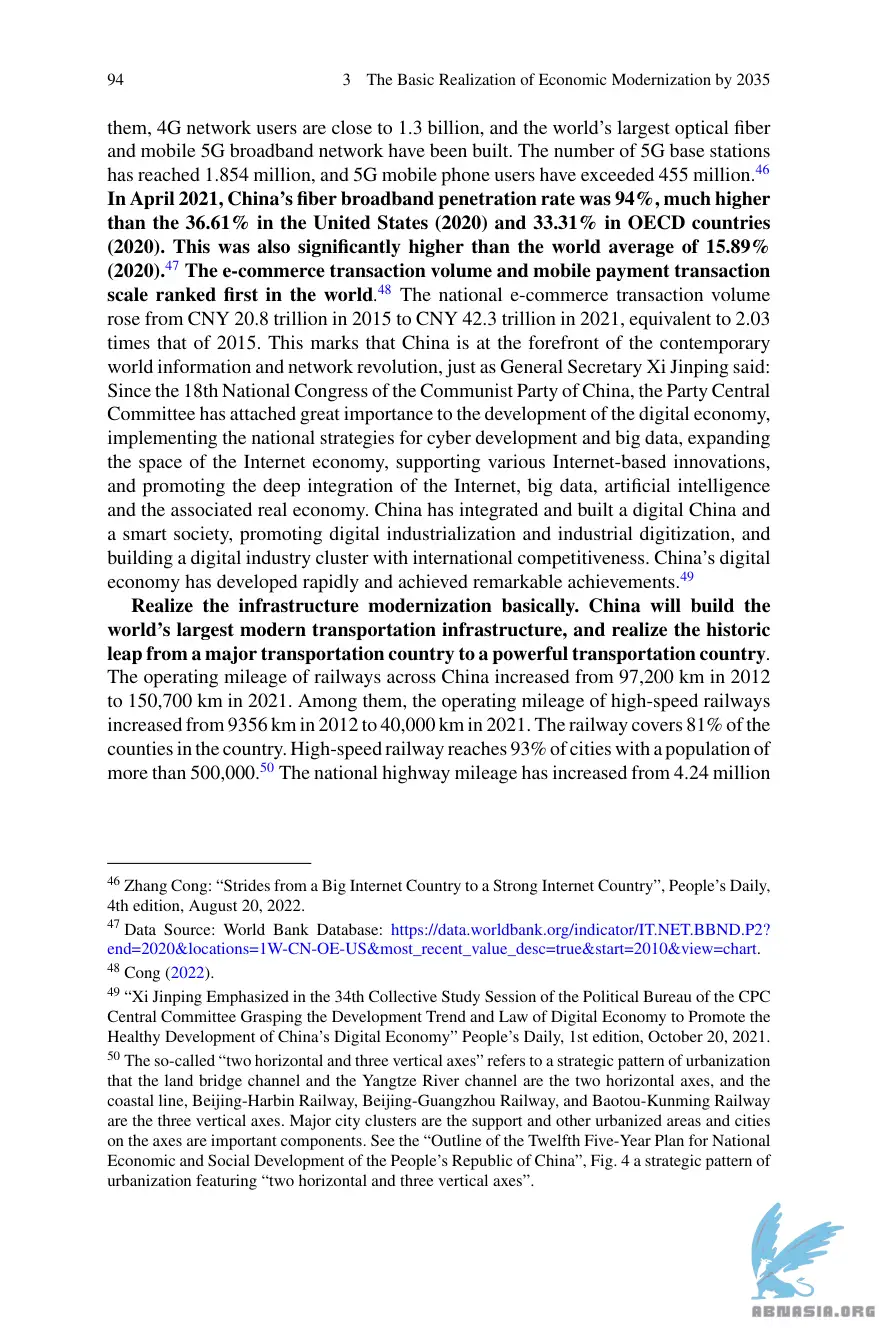 94 3 The Basic Realization of Economic Modernization by 2035
them, 4G network users are close to 1.3 billion, and the world's largest optical fiber
and mobile 5G broadband network have been built. The number of 5G base stations
has reached 1.854 million, and 5G mobile phone users have exceeded 455 million.46
In April 2021, China's fiber broadband penetration rate was 94%, much higher
than the 36.61% in the United States (2020) and 33.31% in OECD countries
(2020). This was also significantly higher than the world average of 15.89%
(2020).47 The e-commerce transaction volume and mobile payment transaction
scale ranked first in the world.48 The national e-commerce transaction volume
rose from CNY 20.8 trillion in 2015 to CNY 42.3 trillion in 2021, equivalent to 2.03
times that of 2015. This marks that China is at the forefront of the contemporary
world information and network revolution, just as General Secretary Xi Jinping said:
Since the 18th National Congress of the Communist Party of China, the Party Central
Committee has attached great importance to the development of the digital economy,
implementing the national strategies for cyber development and big data, expanding
the space of the Internet economy, supporting various Internet-based innovations,
and promoting the deep integration of the Internet, big data, artificial intelligence
and the associated real economy. China has integrated and built a digital China and
a smart society, promoting digital industrialization and industrial digitization, and
building a digital industry cluster with international competitiveness. China's digital
economy has developed rapidly and achieved remarkable achievements.49
Realize the infrastructure modernization basically. China will build the
world's largest modern transportation infrastructure, and realize the historic
leap from a major transportation country to a powerful transportation country.
The operating mileage of railways across China increased from 97,200 km in 2012
to 150,700 km in 2021. Among them, the operating mileage of high-speed railways
increased from 9356 km in 2012 to 40,000 km in 2021. The railway covers 81% of the
counties in the country. High-speed railway reaches 93% of cities with a population of
more than 500,000.50 The national highway mileage has increased from 4.24 million
46 Zhang Cong: "Strides from a Big Internet Country to a Strong Internet Country", People's Daily,
4th edition, August 20, 2022.
47 Data Source: World Bank Database: https://data.worldbank.org/indicator/IT.NET.BBND.P2?
end=2020&locations=1W-CN-OE-US&most_recent_value_desc=true&start=2010&view=chart.
48 Cong (2022).
49 "Xi Jinping Emphasized in the 34th Collective Study Session of the Political Bureau of the CPC
Central Committee Grasping the Development Trend and Law of Digital Economy to Promote the
Healthy Development of China's Digital Economy" People's Daily, 1st edition, October 20, 2021.
50 The so-called "two horizontal and three vertical axes" refers to a strategic pattern of urbanization
that the land bridge channel and the Yangtze River channel are the two horizontal axes, and the
coastal line, Beijing-Harbin Railway, Beijing-Guangzhou Railway, and Baotou-Kunming Railway
are the three vertical axes. Major city clusters are the support and other urbanized areas and cities
on the axes are important components. See the "Outline of the Twelfth Five-Year Plan for National
Economic and Social Development of the People's Republic of China", Fig. 4 a strategic pattern of
urbanization featuring "two horizontal and three vertical axes".
ABNASIA.ORG